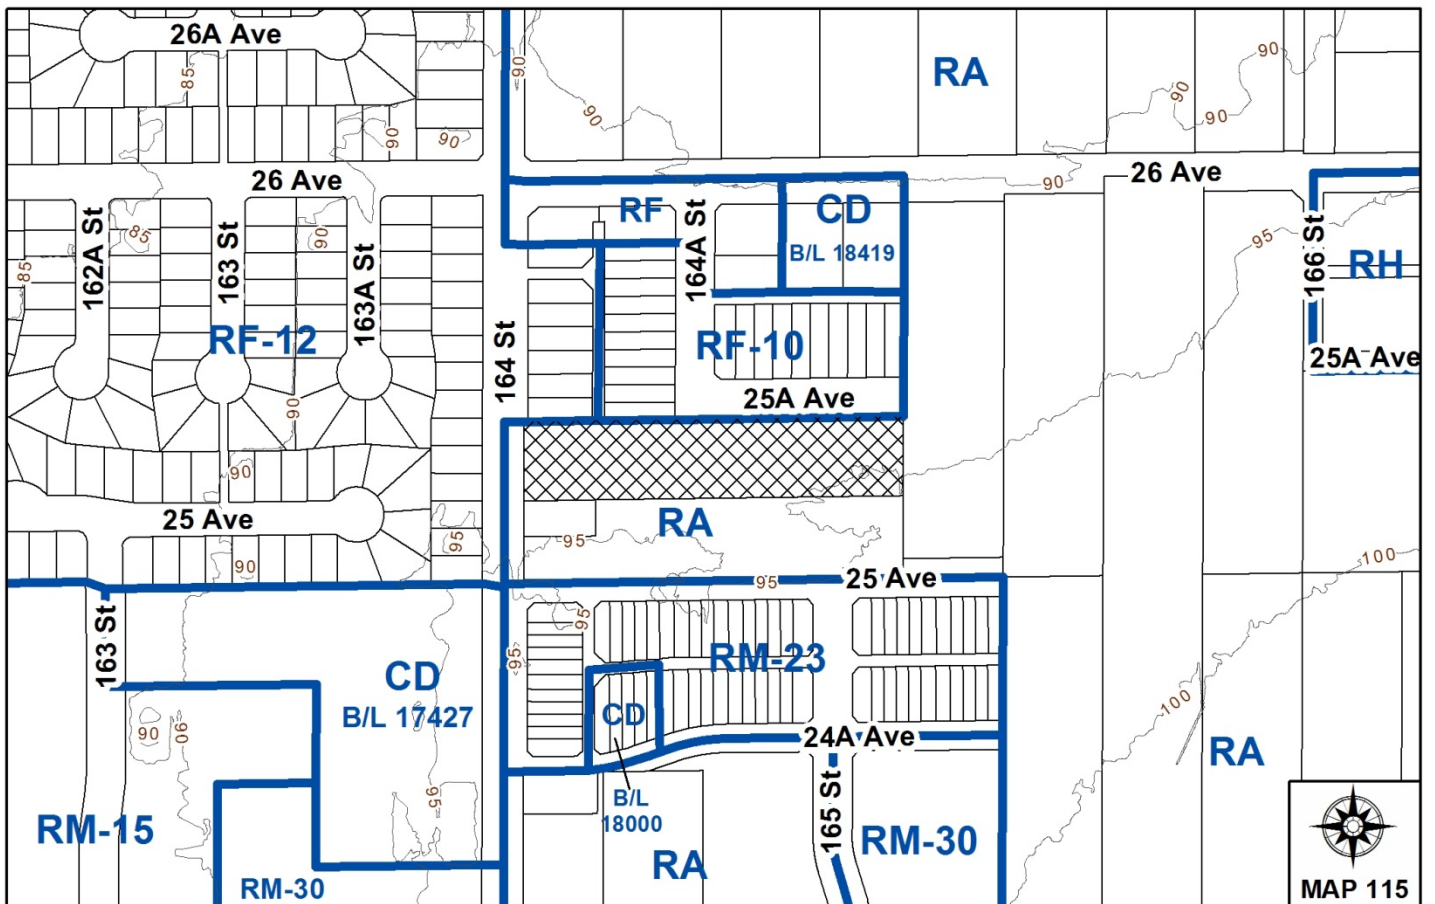 26A Ave
RA
85
90
90
90
90
90
90
90
26 Ave
90
26 Ave
162A St
163 St
163A St
85
90
85
RF
164A St
CD
B/L 18419
95
166 St
RH
RF-12
164 St
RF-10
25A Ave
25A Ave
90
90
25 Ave
95
90
RA
95
100
95
25 Ave
163 St
95
95
CD
B/L 17427
RM-23
CD
90
90
100
24A Ave
RA
95
B/L
18000
165 St
RM-15
RM-30
RA
RM-30
MAP 115